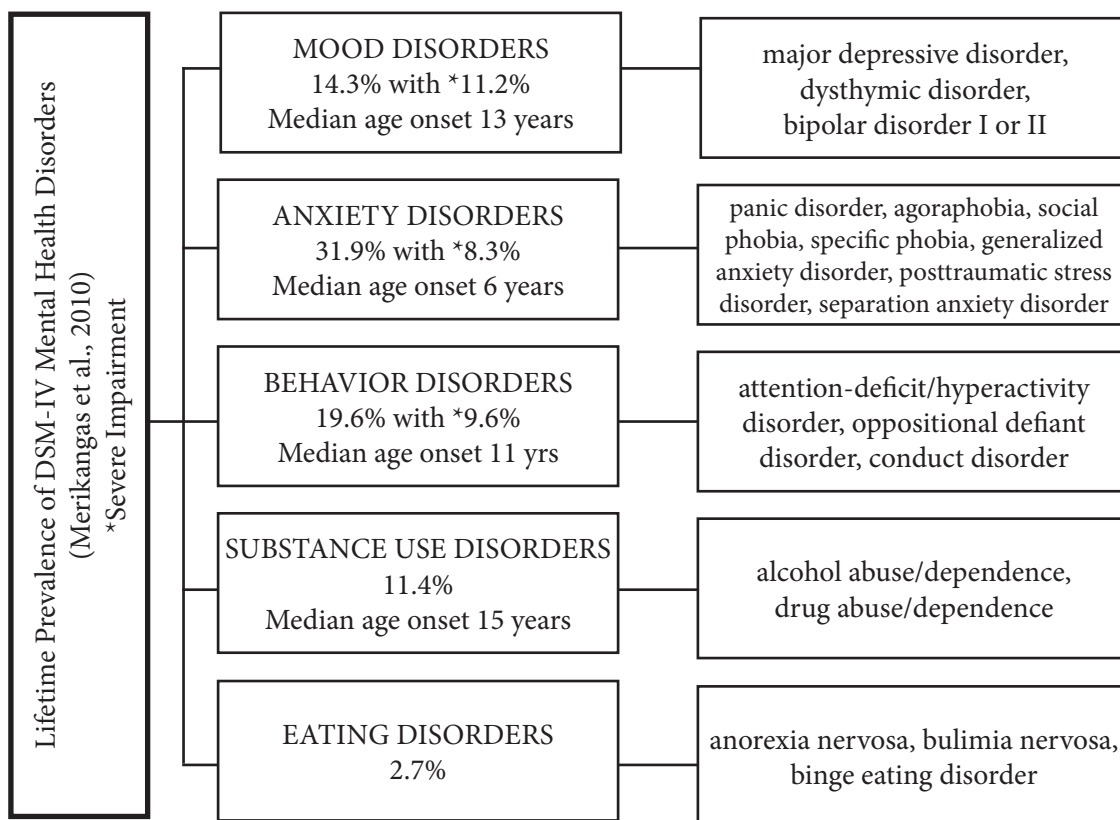 Lifetime Prevalence of DSM-IV Mental Health Disorders
(Merikangas et al., 2010)
*Severe Impairment
MOOD DISORDERS
14.3% with *11.2%
Median age onset 13 years
major depressive disorder,
dysthymic disorder,
bipolar disorder I or II
ANXIETY DISORDERS
31.9% with *8.3%
Median age onset 6 years
panic disorder, agoraphobia, social
phobia, specific phobia, generalized
anxiety disorder, posttraumatic stress
disorder, separation anxiety disorder
BEHAVIOR DISORDERS
19.6% with *9.6%
Median age onset 11 yrs
attention-deficit/hyperactivity
disorder, oppositional defiant
disorder, conduct disorder
SUBSTANCE USE DISORDERS
11.4%
Median age onset 15 years
alcohol abuse/dependence,
drug abuse/dependence
EATING DISORDERS
2.7%
anorexia nervosa, bulimia nervosa,
binge eating disorder